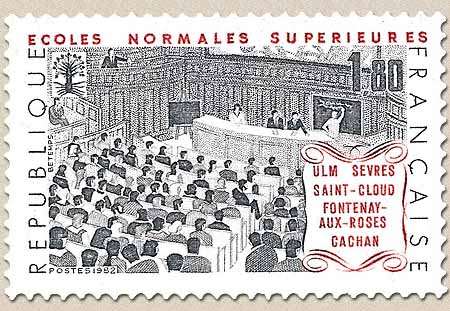 ECOLES NORMALES SUPERIEURES
REPUBLIQUE
FRANÇAISE
1-80
ULM SEVRES
SAINT-CLOUD
FONTENAY-
AUX-ROSES
CACHAN
BETEMPS
POSTES 1982